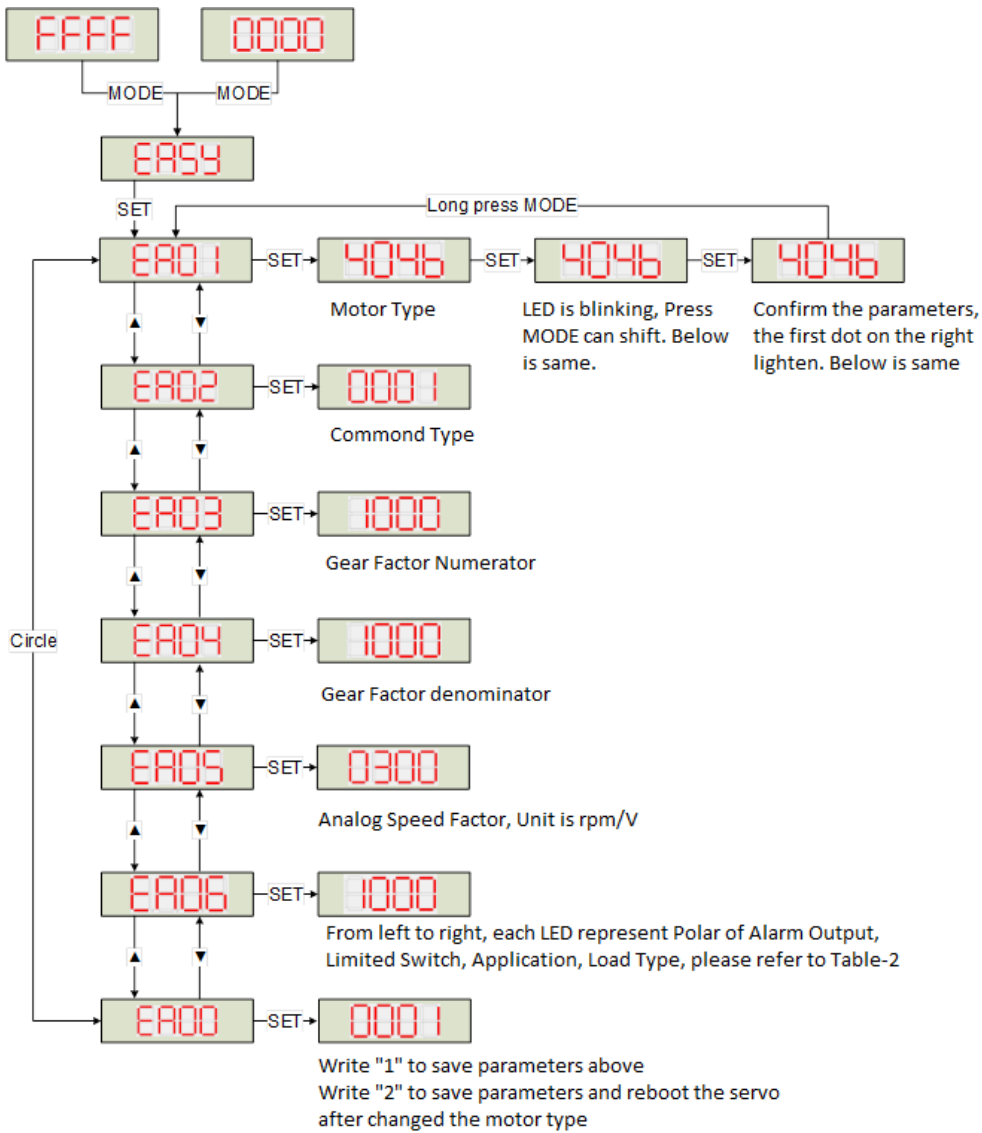 FFFF 0000
MODE MODE
EASY
SET
Long press MODE
EA01 SET 404b SET 404b SET 404b
Motor Type
LED is blinking, Press
MODE can shift. Below
is same.
Confirm the parameters,
the first dot on the right
lighten. Below is same
▲ ▼
EA02 SET 0001
Commond Type
▲ ▼
EA03 SET 1000
Gear Factor Numerator
▲ ▼
Circle
EA04 SET 1000
Gear Factor denominator
▲ ▼
EA05 SET 0300
Analog Speed Factor, Unit is rpm/V
▲ ▼
EA06 SET 1000
From left to right, each LED represent Polar of Alarm Output,
Limited Switch, Application, Load Type, please refer to Table-2
▲ ▼
EA00 SET 0001
Write "1" to save parameters above
Write "2" to save parameters and reboot the servo
after changed the motor type